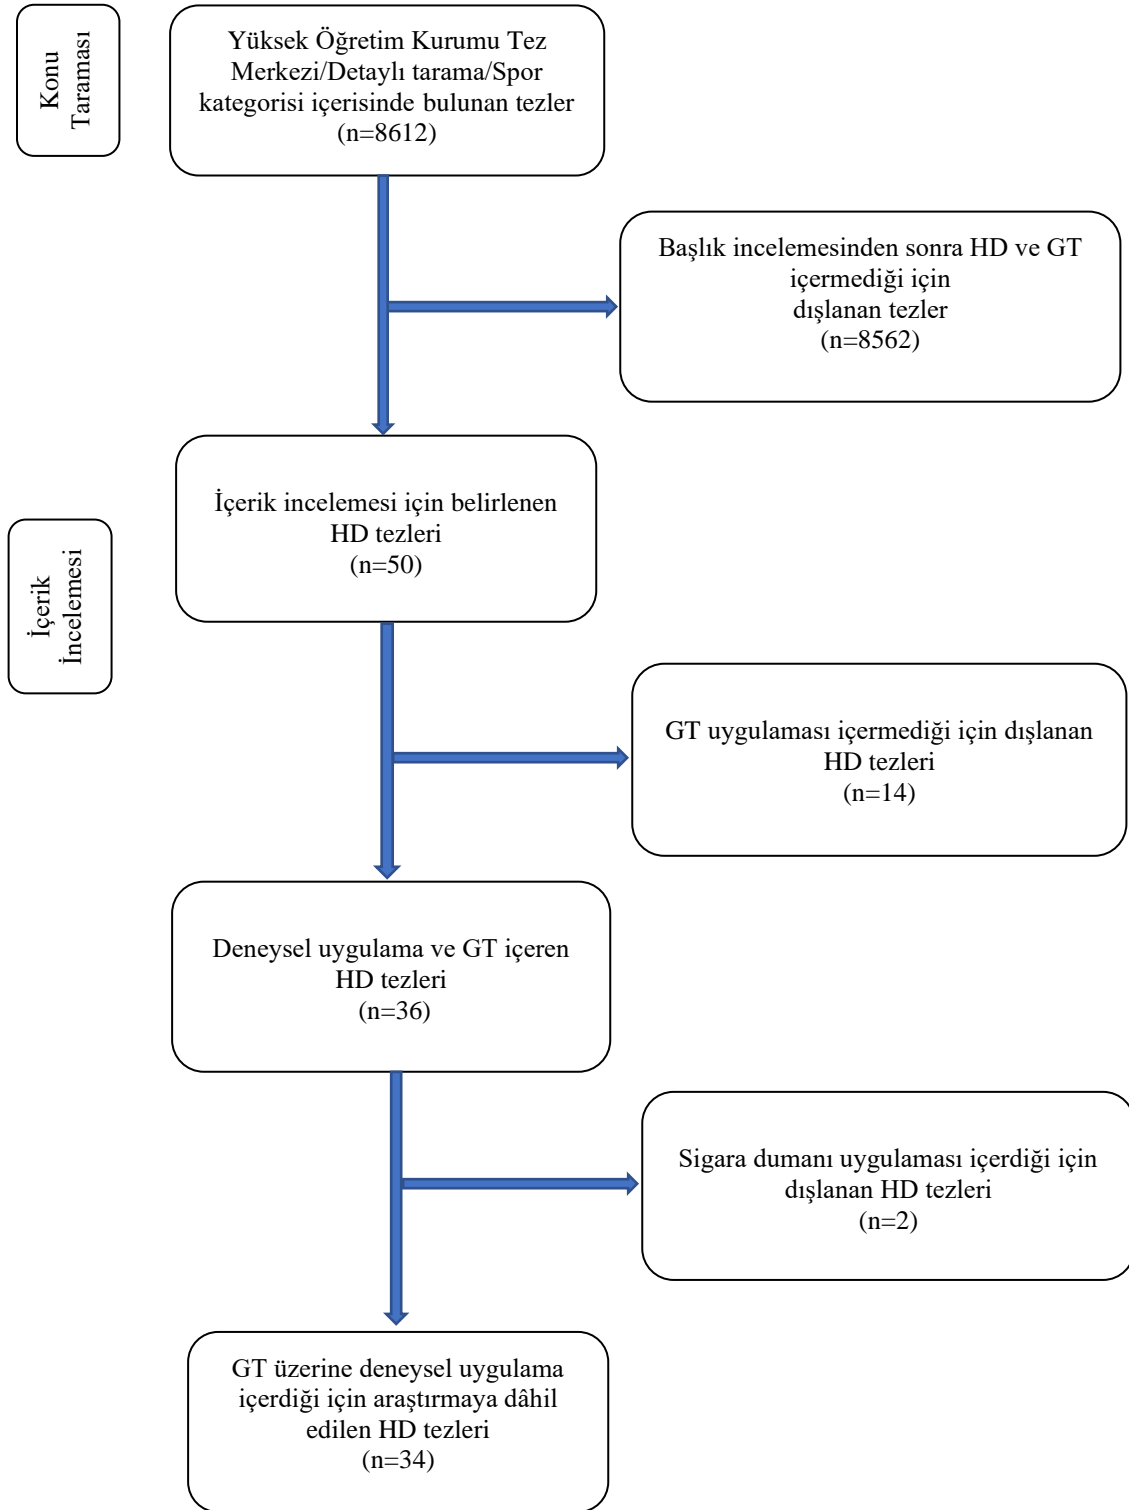 Konu
Taraması
Yüksek Öğretim Kurumu Tez
Merkezi/Detaylı tarama/Spor
kategorisi içerisinde bulunan tezler
(n=8612)
Başlık incelemesinden sonra HD ve GT
içermediği için
dışlanan tezler
(n=8562)
İçerik incelemesi için belirlenen
HD tezleri
(n=50)
İçerik
İncelemesi
GT uygulaması içermediği için dışlanan
HD tezleri
(n=14)
Deneysel uygulama ve GT içeren
HD tezleri
(n=36)
Sigara dumanı uygulaması içerdiği için
dışlanan HD tezleri
(n=2)
GT üzerine deneysel uygulama
içerdiği için araştırmaya dâhil
edilen HD tezleri
(n=34)